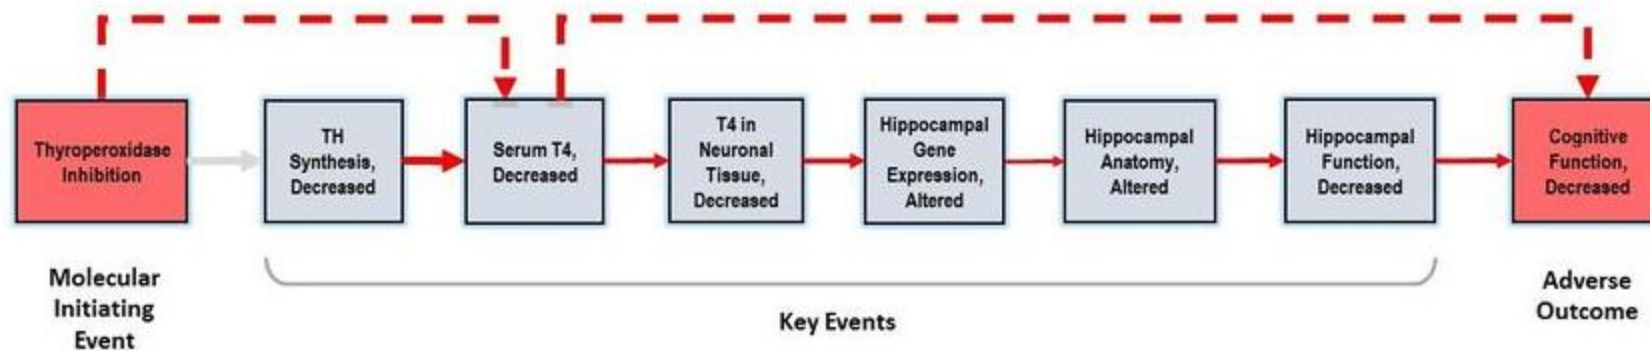 Thyroperoxidase
Inhibition
TH
Synthesis,
Decreased
Serum T4,
Decreased
T4 in
Neuronal
Tissue,
Decreased
Hippocampal
Gene
Expression,
Altered
Hippocampal
Anatomy,
Altered
Hippocampal
Function,
Decreased
Cognitive
Function,
Decreased
Molecular
Initiating
Event
Key Events
Adverse
Outcome